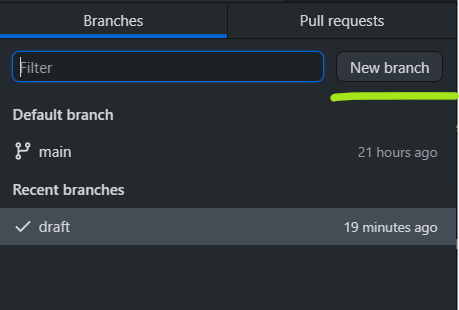 Branches
Pull requests
Filter
New branch
Default branch
main
21 hours ago
Recent branches
draft
19 minutes ago